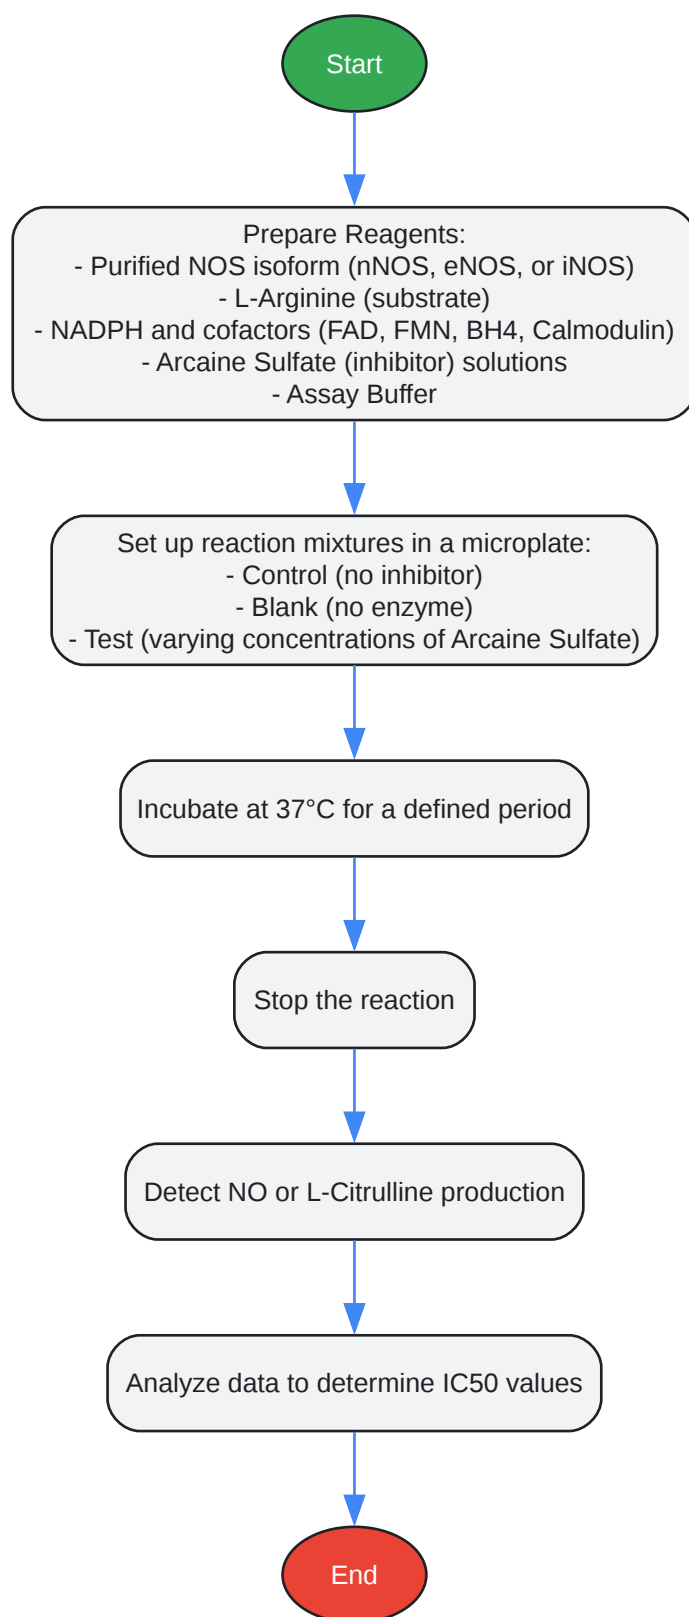 Start
Prepare Reagents:
- Purified NOS isoform (nNOS, eNOS, or iNOS)
- L-Arginine (substrate)
- NADPH and cofactors (FAD, FMN, BH4, Calmodulin)
- Arcaine Sulfate (inhibitor) solutions
- Assay Buffer
Set up reaction mixtures in a microplate:
- Control (no inhibitor)
- Blank (no enzyme)
- Test (varying concentrations of Arcaine Sulfate)
Incubate at 37°C for a defined period
Stop the reaction
Detect NO or L-Citrulline production
Analyze data to determine IC50 values
End